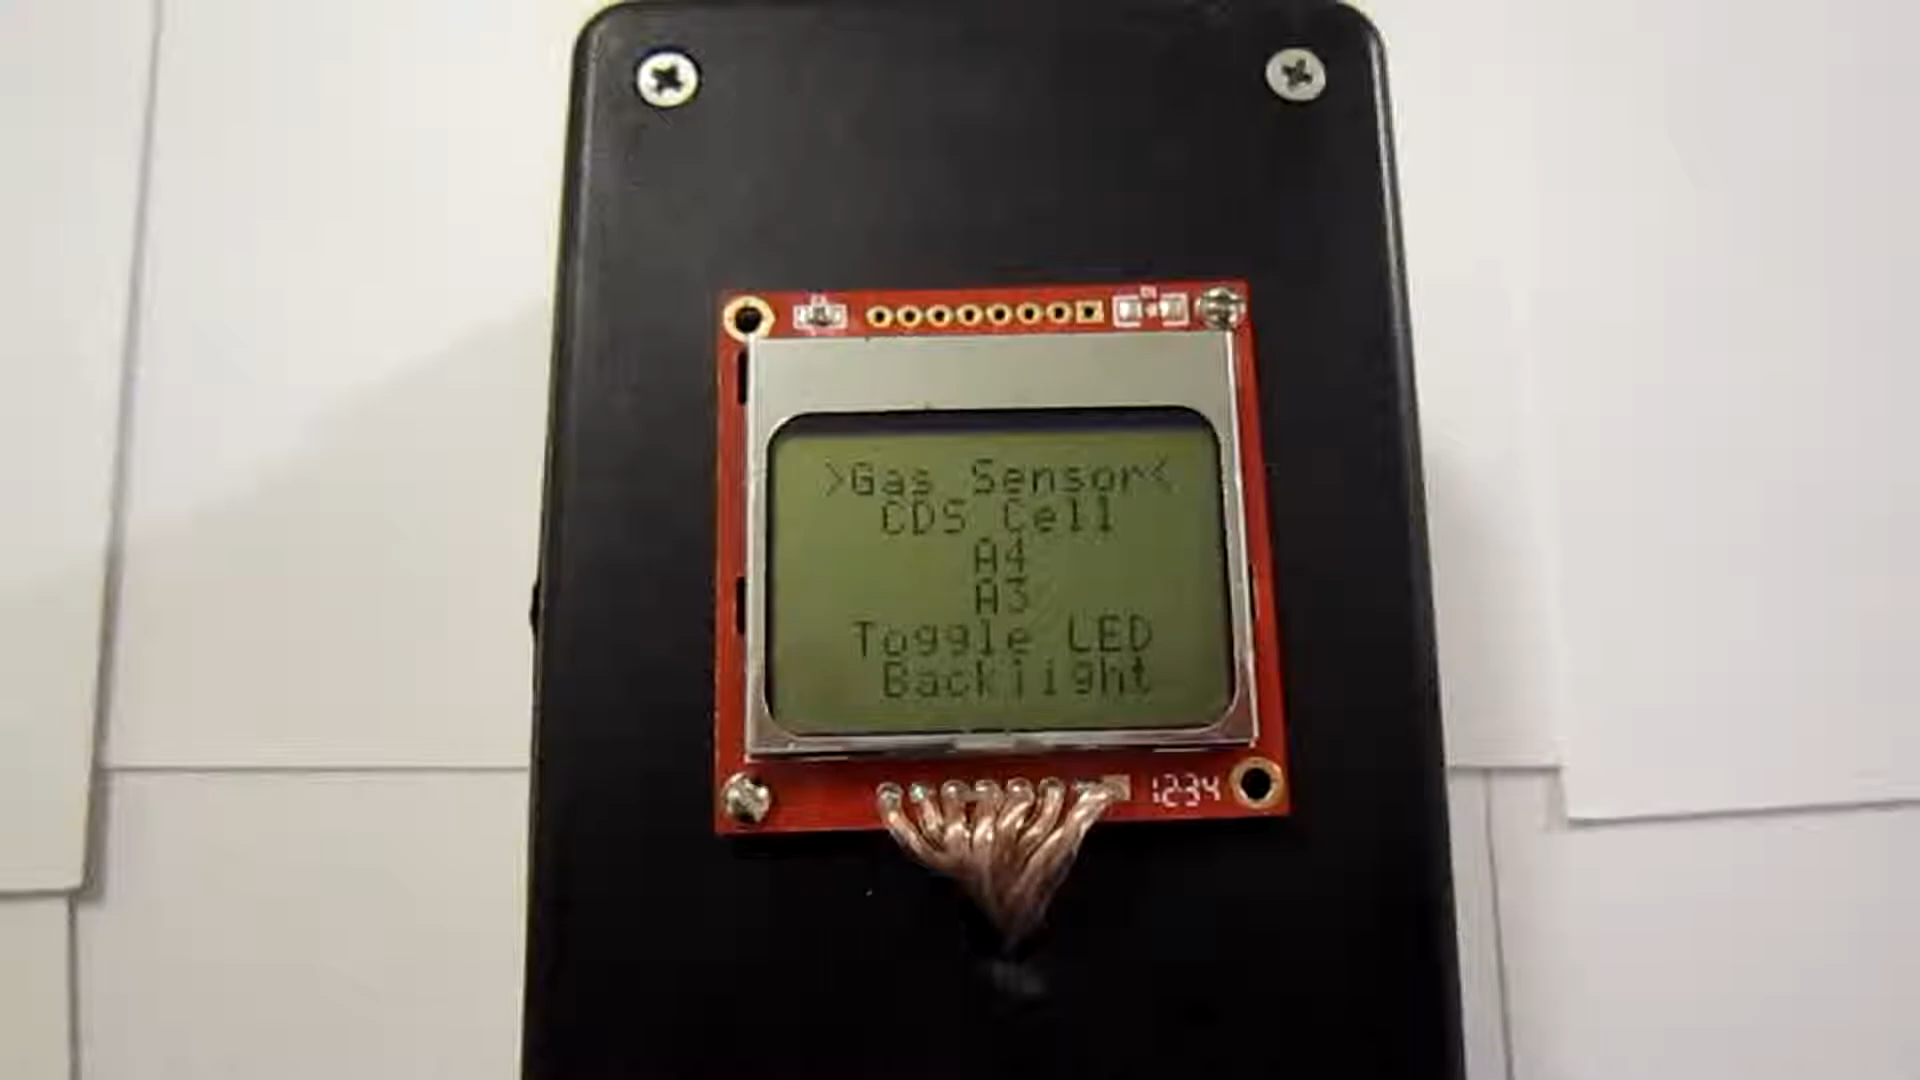 >Gas Sensor<
CDS Cell
A4
A3
Toggle LED
Backlight
1234